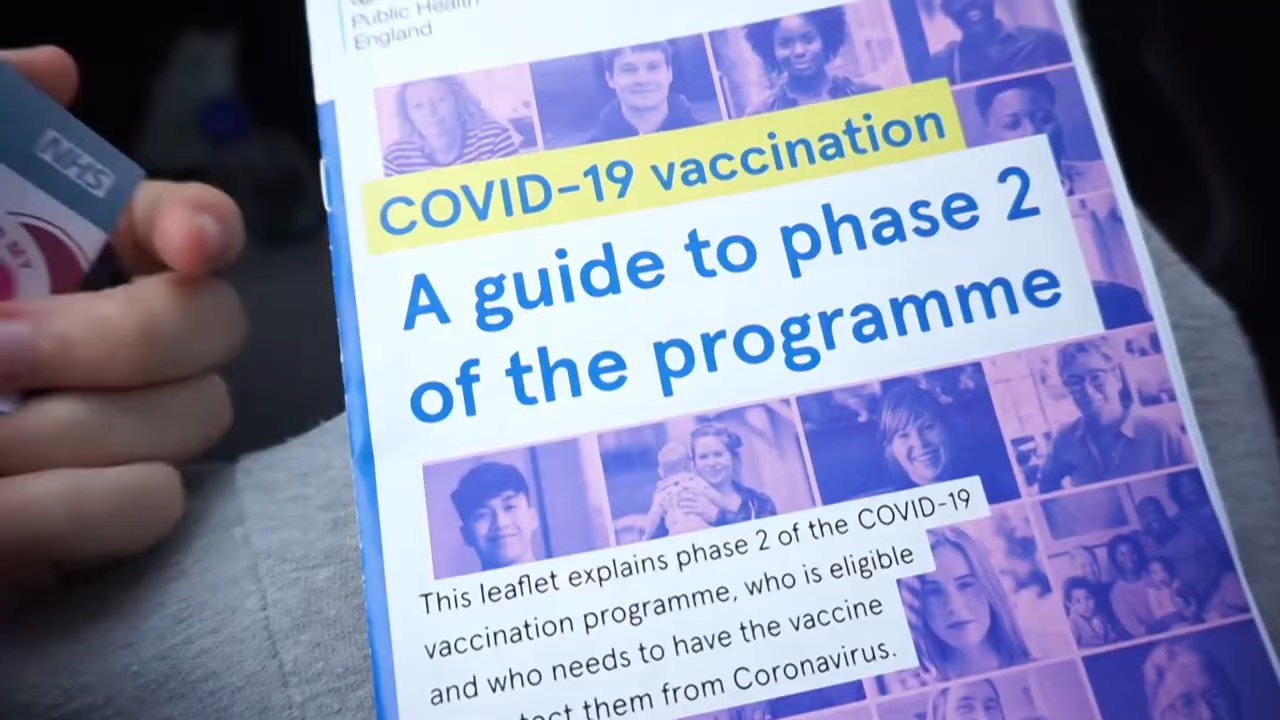 Public Health
England
NHS
COVID-19 vaccination
A guide to phase 2
of the programme
This leaflet explains phase 2 of the COVID-19
vaccination programme, who is eligible
and who needs to have the vaccine
them from Coronavirus.